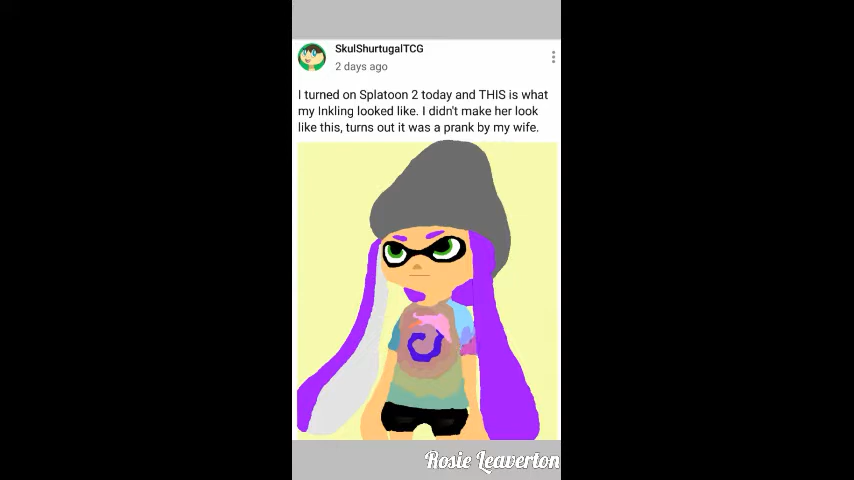 SkulShurtugalTCG
2 days ago
I turned on Splatoon 2 today and THIS is what
my Inkling looked like. I didn't make her look
like this, turns out it was a prank by my wife.
Rosie Leaverton